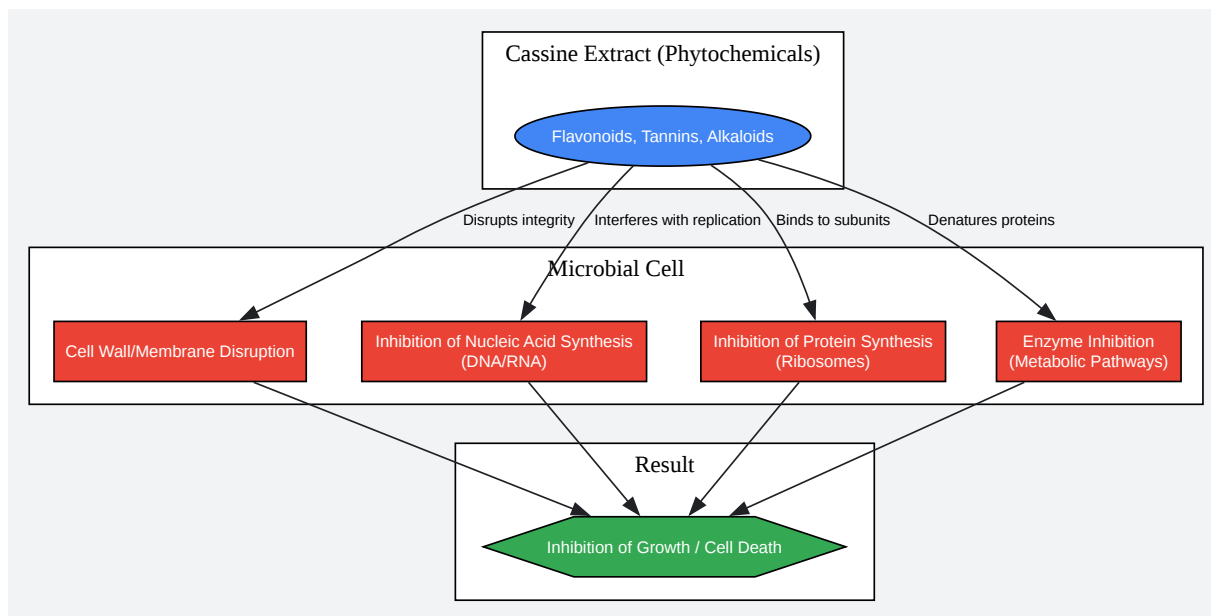 Cassine Extract (Phytochemicals)
Flavonoids, Tannins, Alkaloids
Disrupts integrity
Interferes with replication
Binds to subunits
Denatures proteins
Microbial Cell
Cell Wall/Membrane Disruption
Inhibition of Nucleic Acid Synthesis
(DNA/RNA)
Inhibition of Protein Synthesis
(Ribosomes)
Enzyme Inhibition
(Metabolic Pathways)
Result
Inhibition of Growth / Cell Death